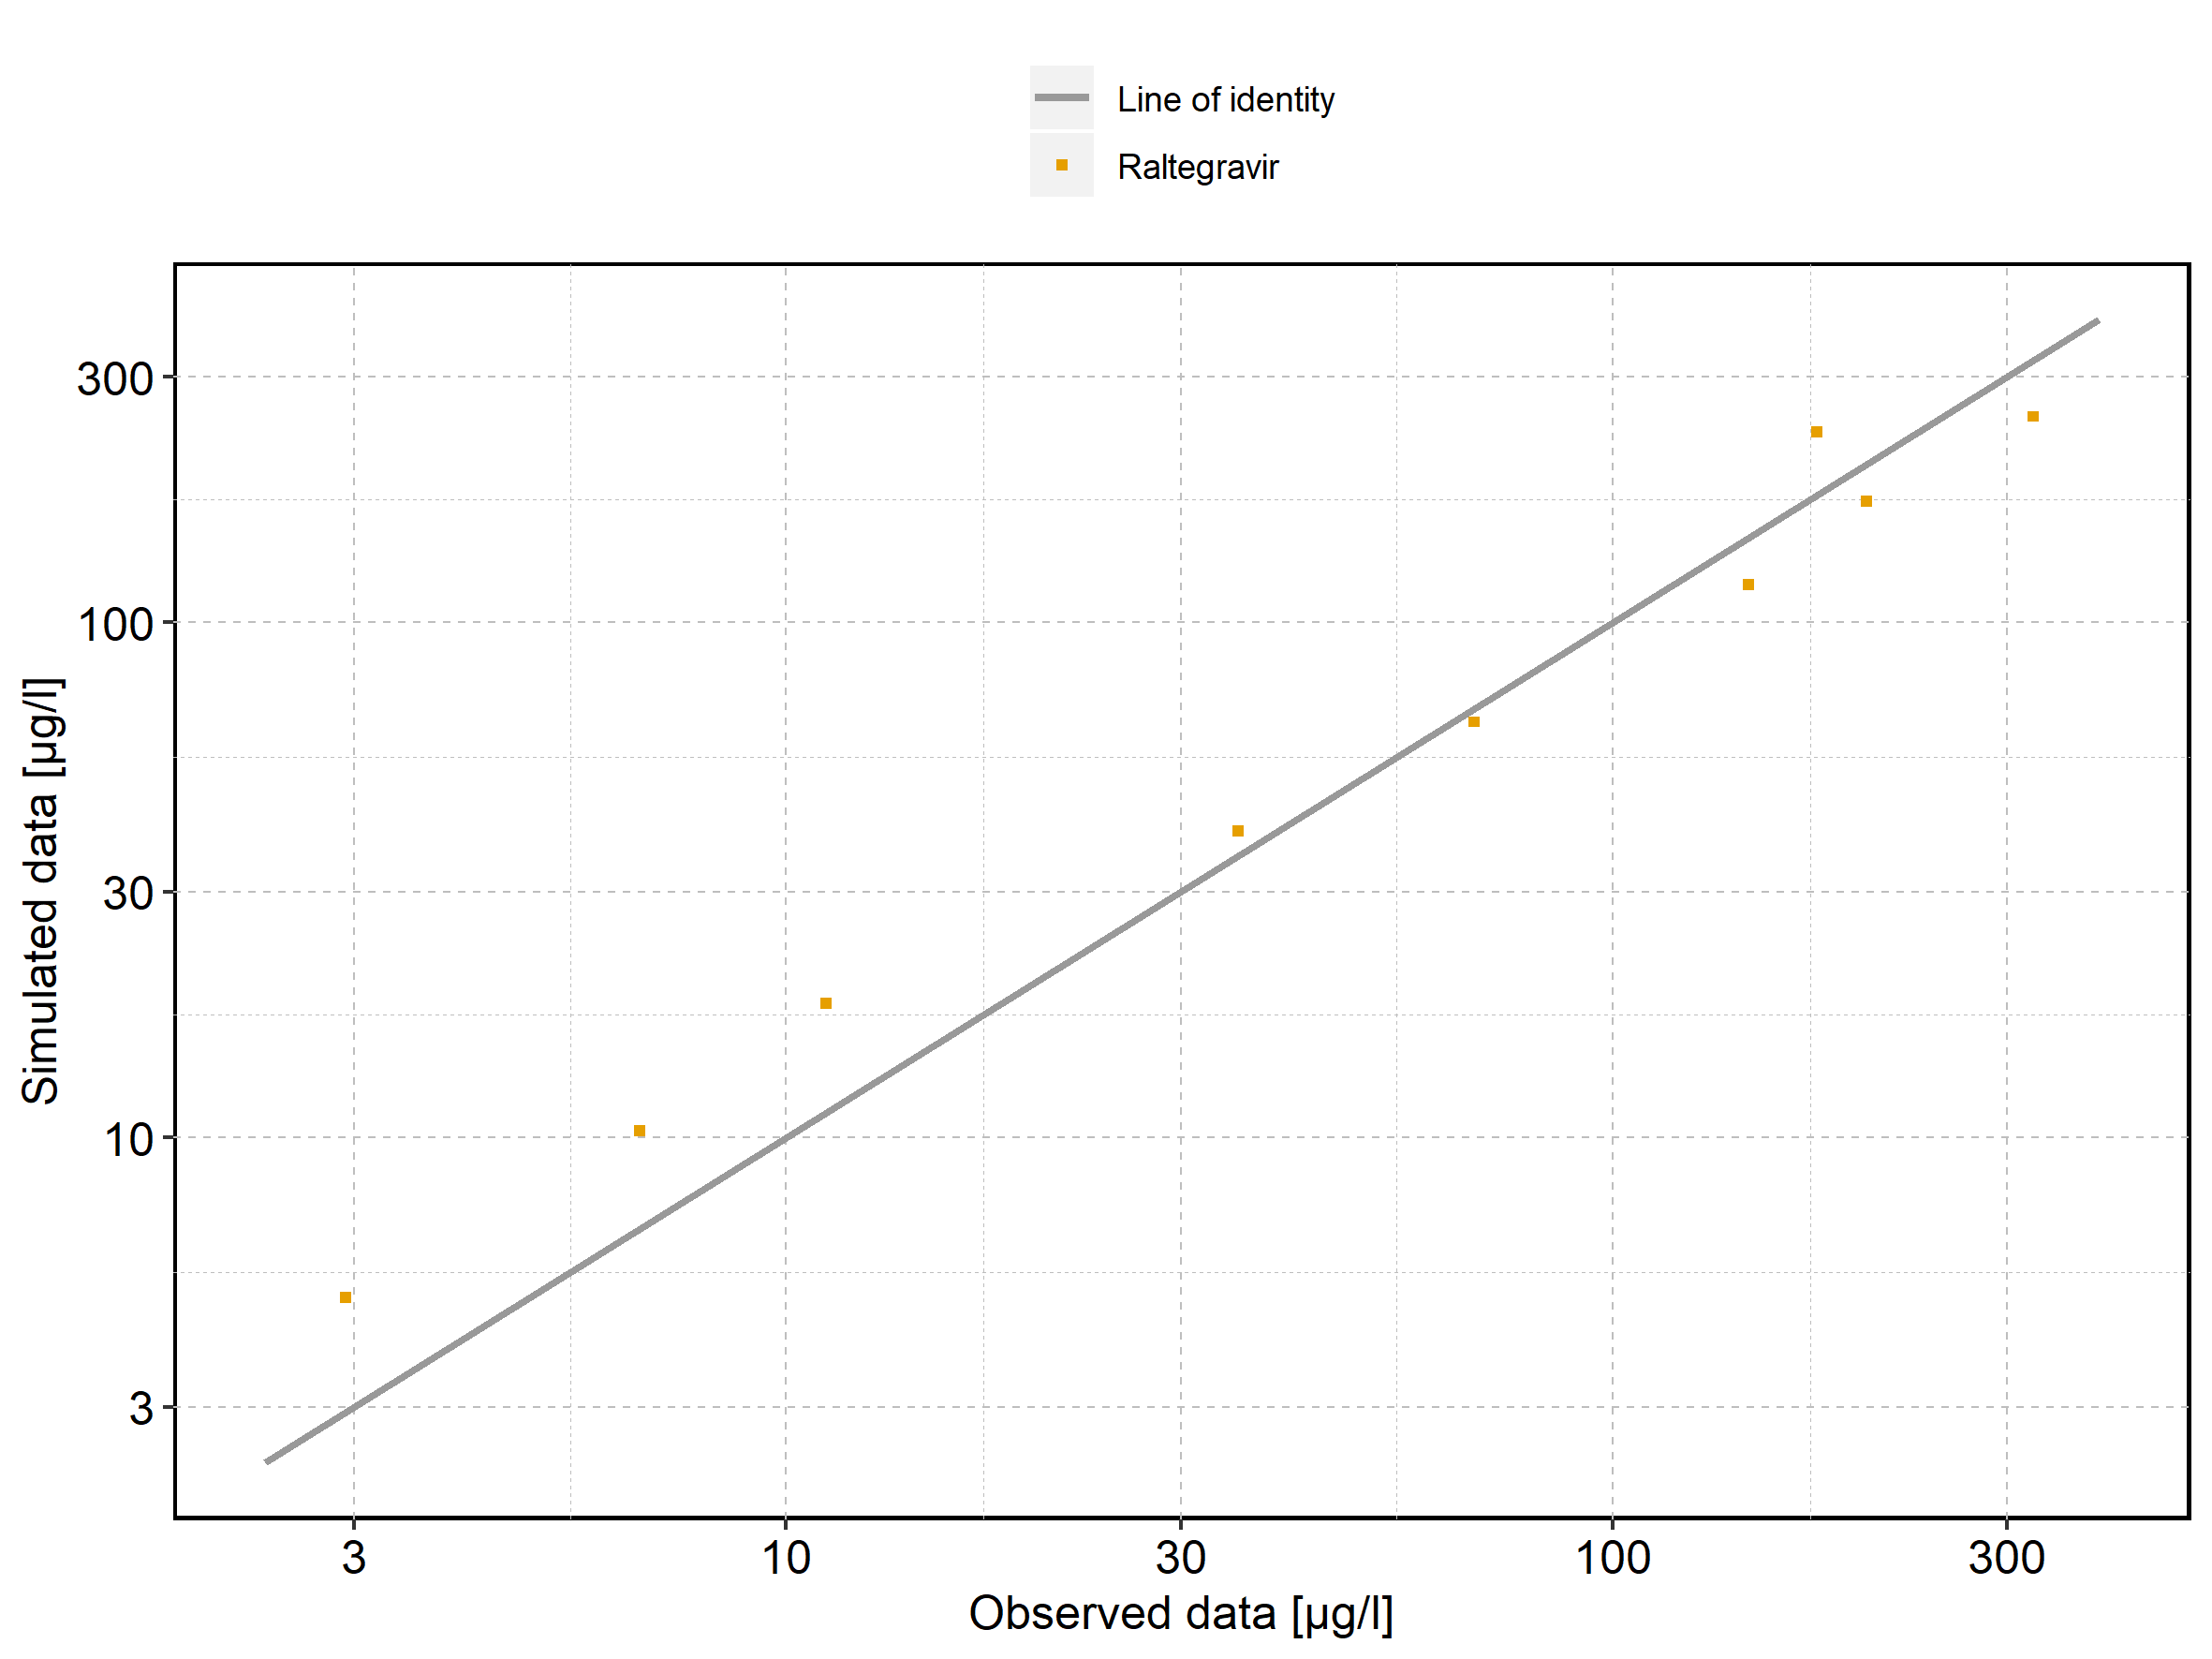 Line of identity
Raltegravir
Simulated data [µg/l]
300
100
30
10
3
3 10 30 100 300
Observed data [µg/l]